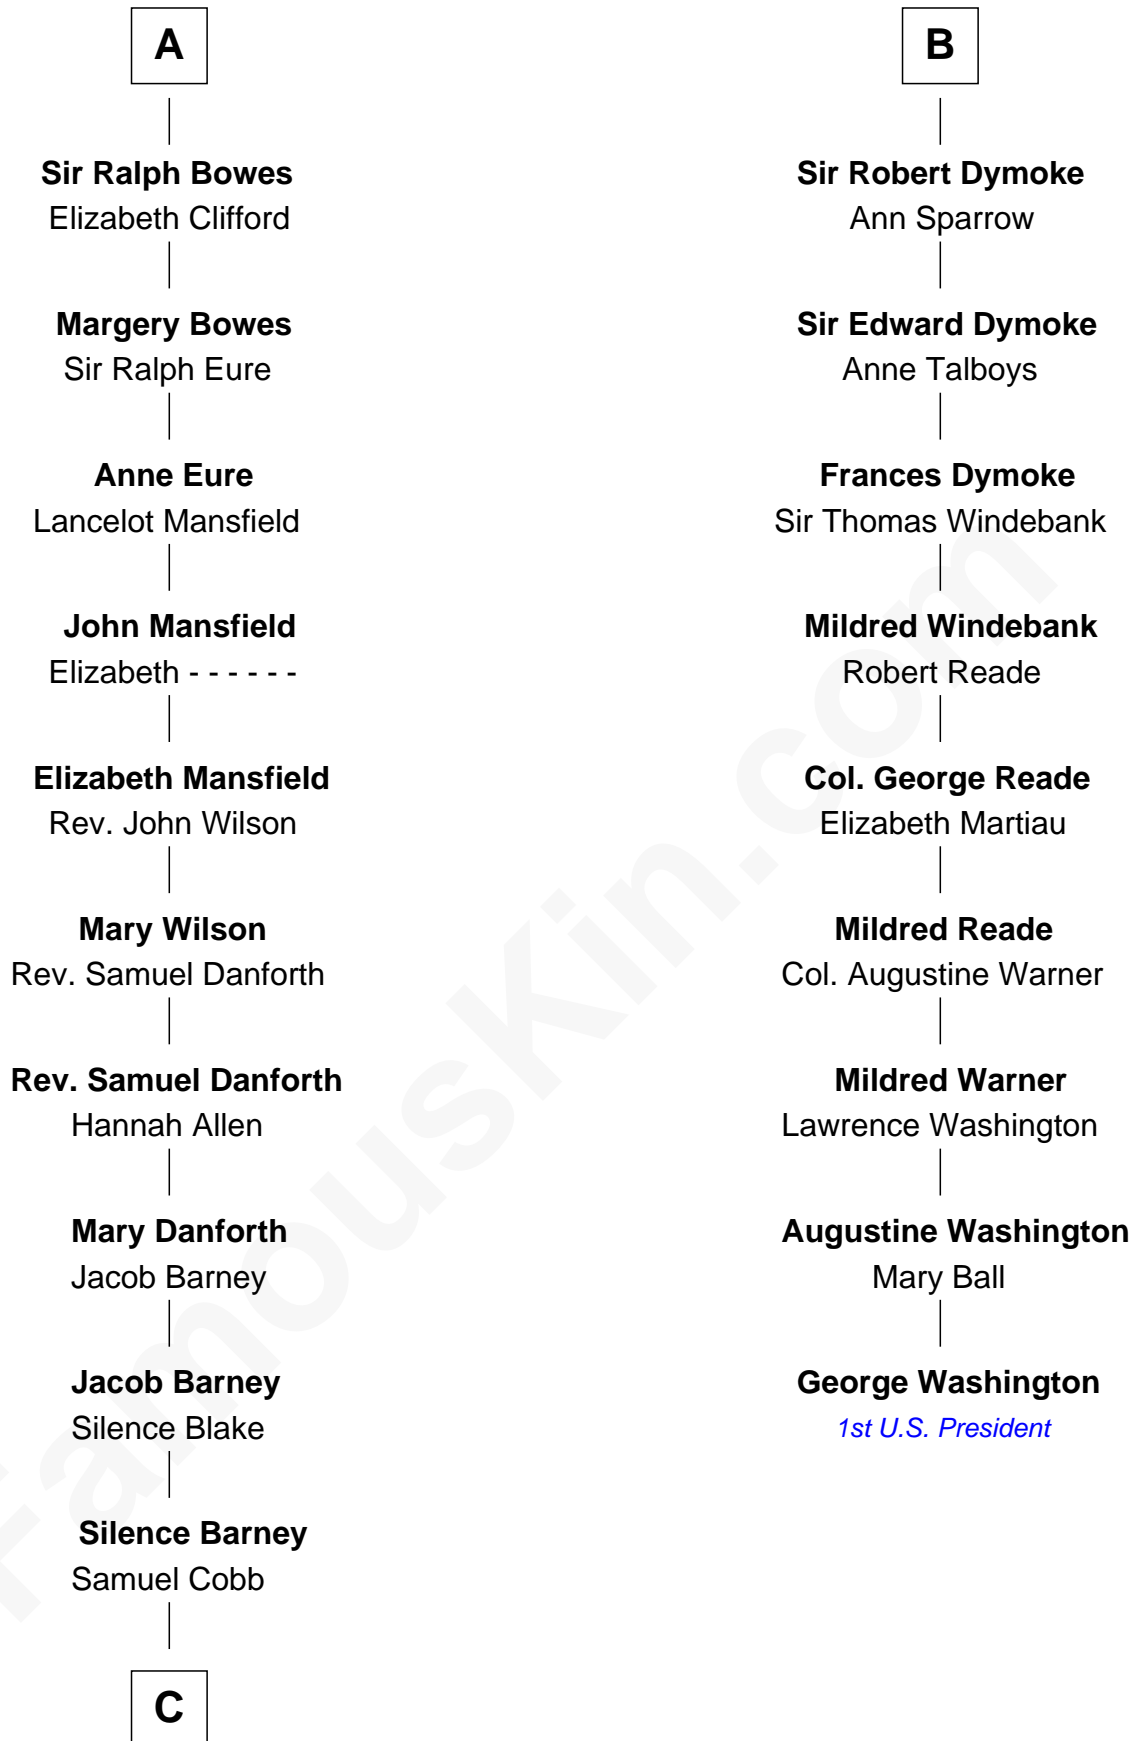 A
Sir Ralph Bowes
Elizabeth Clifford
Margery Bowes
Sir Ralph Eure
Anne Eure
Lancelot Mansfield
John Mansfield
Elizabeth - - - - - -
Elizabeth Mansfield
Rev. John Wilson
Mary Wilson
Rev. Samuel Danforth
Rev. Samuel Danforth
Hannah Allen
Mary Danforth
Jacob Barney
Jacob Barney
Silence Blake
Silence Barney
Samuel Cobb
C
B
Sir Robert Dymoke
Ann Sparrow
Sir Edward Dymoke
Anne Talboys
Frances Dymoke
Sir Thomas Windebank
Mildred Windebank
Robert Reade
Col. George Reade
Elizabeth Martiau
Mildred Reade
Col. Augustine Warner
Mildred Warner
Lawrence Washington
Augustine Washington
Mary Ball
George Washington
1st U.S. President
FamousKin.com